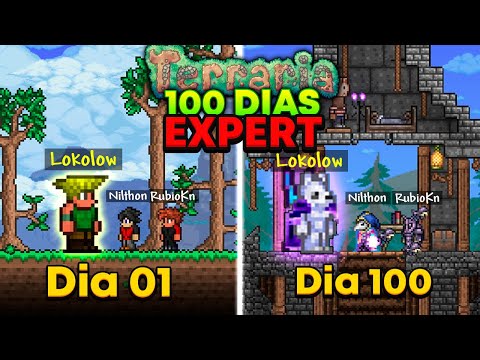 Terraria
100 DIAS
EXPERT
Lokolow
Nilthon RubioKn
Dia 01
Lokolow
Nilthon RubioKn
Dia 100